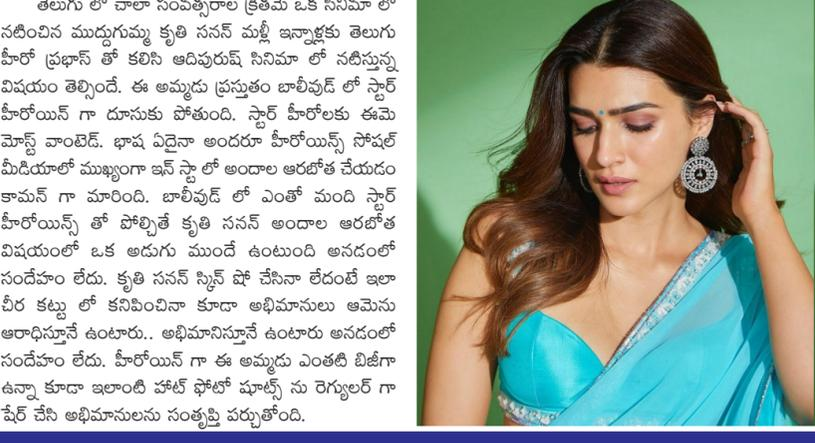 తెలుగు లో చాలా సంవత్సరాల క్రితమే ఒక సినిమా లో
నటించిన ముద్దుగుమ్మ కృతి సనన్ మళ్లీ ఇన్నాళ్లకు తెలుగు
హీరో ప్రభాస్ తో కలిసి ఆదిపురుష్ సినిమా లో నటిస్తున్న
విషయం తెల్సిందే. ఈ అమ్మడు ప్రస్తుతం బాలీవుడ్ లో స్టార్
హీరోయిన్ గా దూసుకు పోతుంది. స్టార్ హీరోలకు ఈమె
మోస్ట్ వాంటెడ్. భాష ఏదైనా అందరూ హీరోయిన్స్ సోషల్
మీడియాలో ముఖ్యంగా ఇన్ స్టా లో అందాల ఆరబోత చేయడం
కామన్ గా మారింది. బాలీవుడ్ లో ఎంతో మంది స్టార్
హీరోయిన్స్ తో పోల్చితే కృతి సనన్ అందాల ఆరబోత
విషయంలో ఒక అడుగు ముందే ఉంటుంది అనడంలో
సందేహం లేదు. కృతి సనన్ స్కిన్ షో చేసినా లేదంటే ఇలా
చీర కట్టు లో కనిపించినా కూడా అభిమానులు ఆమెను
ఆరాధిస్తూనే ఉంటారు.. అభిమానిస్తూనే ఉంటారు అనడంలో
సందేహం లేదు. హీరోయిన్ గా ఈ అమ్మడు ఎంతటి బిజీగా
ఉన్నా కూడా ఇలాంటి హాట్ ఫోటో షూట్స్ ను రెగ్యులర్ గా
షేర్ చేసి అభిమానులను సంతృప్తి పర్చుతోంది.